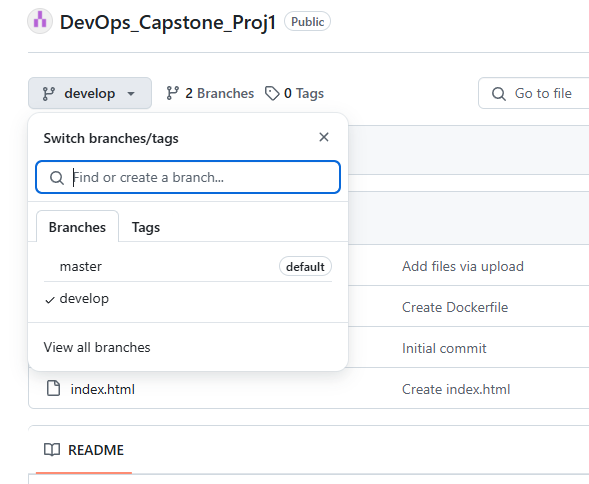 DevOps_Capstone_Proj1 Public
develop 2 Branches 0 Tags Go to file
Switch branches/tags
Find or create a branch...
Branches Tags
master default
Add files via upload
develop
Create Dockerfile
View all branches
Initial commit
index.html Create index.html
README